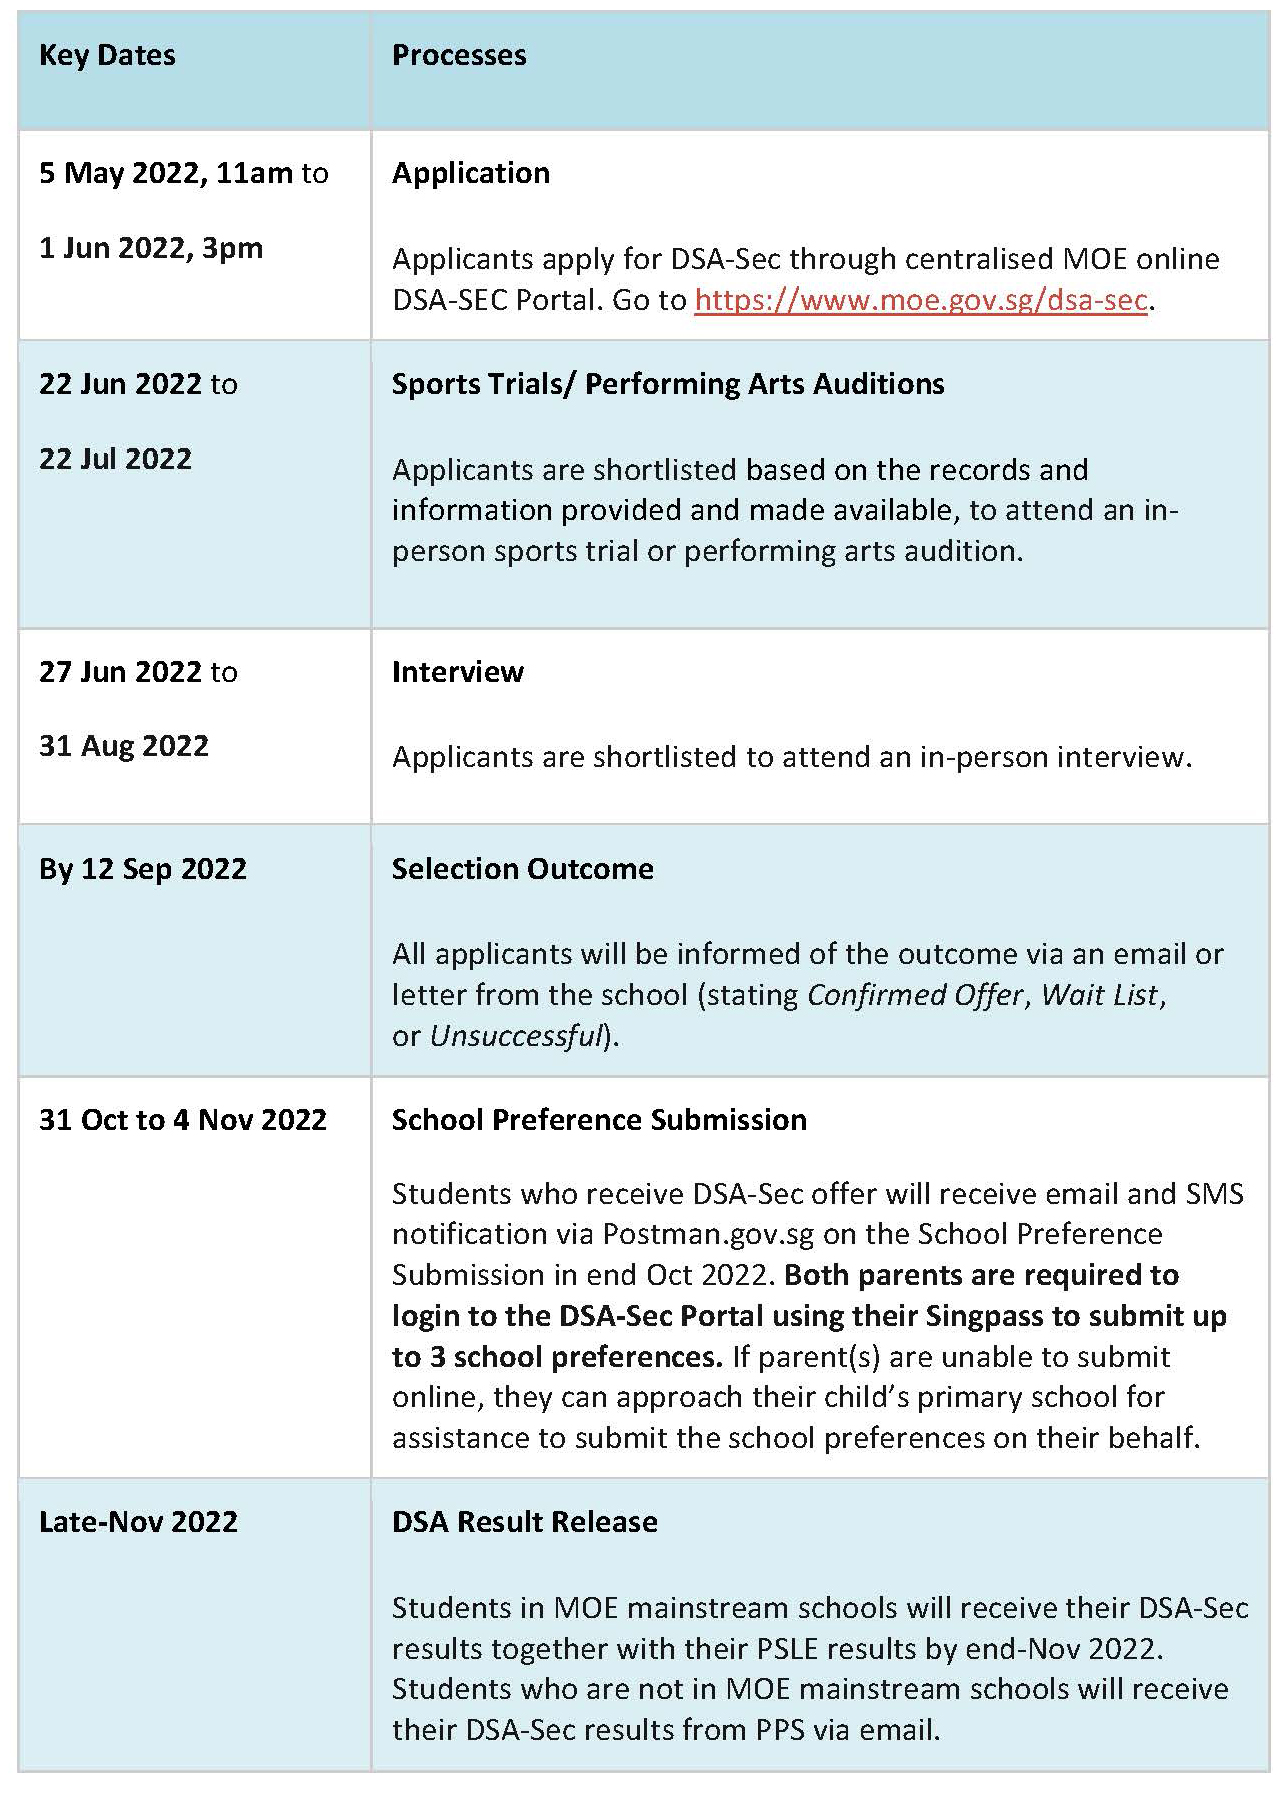 Key Dates
Processes
5 May 2022, 11am to
1 Jun 2022, 3pm
Application
Applicants apply for DSA-Sec through centralised MOE online
DSA-SEC Portal. Go to https://www.moe.gov.sg/dsa-sec.
22 Jun 2022 to
22 Jul 2022
Sports Trials/ Performing Arts Auditions
Applicants are shortlisted based on the records and
information provided and made available, to attend an in-
person sports trial or performing arts audition.
27 Jun 2022 to
31 Aug 2022
Interview
Applicants are shortlisted to attend an in-person interview.
By 12 Sep 2022
Selection Outcome
All applicants will be informed of the outcome via an email or
letter from the school (stating Confirmed Offer, Wait List,
or Unsuccessful).
31 Oct to 4 Nov 2022
School Preference Submission
Students who receive DSA-Sec offer will receive email and SMS
notification via Postman.gov.sg on the School Preference
Submission in end Oct 2022. Both parents are required to
login to the DSA-Sec Portal using their Singpass to submit up
to 3 school preferences. If parent(s) are unable to submit
online, they can approach their child’s primary school for
assistance to submit the school preferences on their behalf.
Late-Nov 2022
DSA Result Release
Students in MOE mainstream schools will receive their DSA-Sec
results together with their PSLE results by end-Nov 2022.
Students who are not in MOE mainstream schools will receive
their DSA-Sec results from PPS via email.